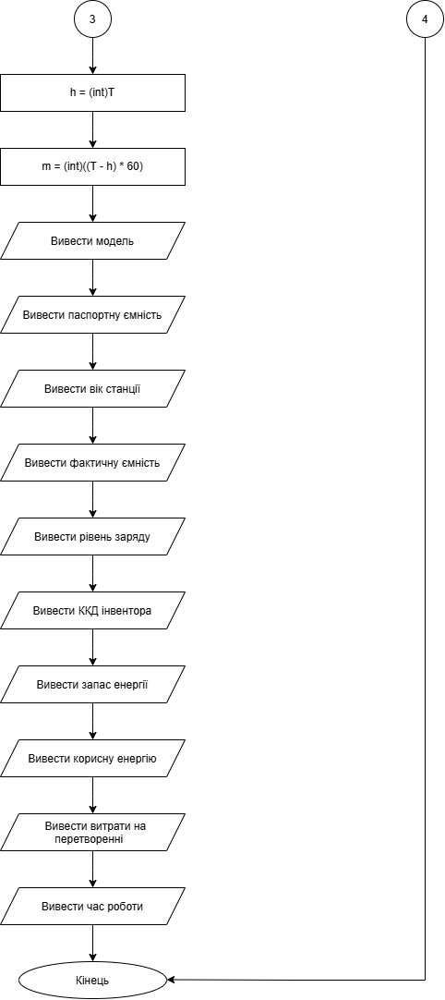 3
4
h = (int)T
m = (int)((T - h) * 60)
Вивести модель
Вивести паспортну ємність
Вивести вік станції
Вивести фактичну ємність
Вивести рівень заряду
Вивести ККД інвентора
Вивести запас енергії
Вивести корисну енергію
Вивести витрати на
перетворенні
Вивести час роботи
Кінець